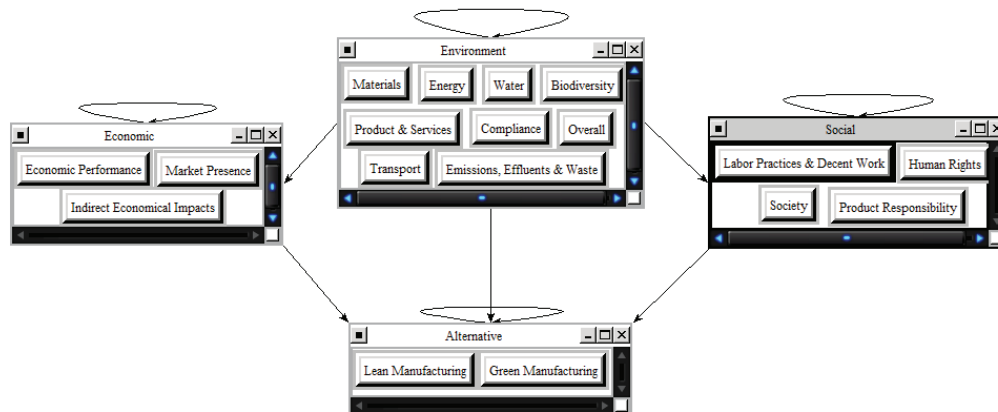 Environment
Materials
Energy
Water
Biodiversity
Product & Services
Compliance
Overall
Transport
Emissions, Effluents & Waste
Economic
Economic Performance
Market Presence
Indirect Economical Impacts
Social
Labor Practices & Decent Work
Human Rights
Society
Product Responsibility
Alternative
Lean Manufacturing
Green Manufacturing